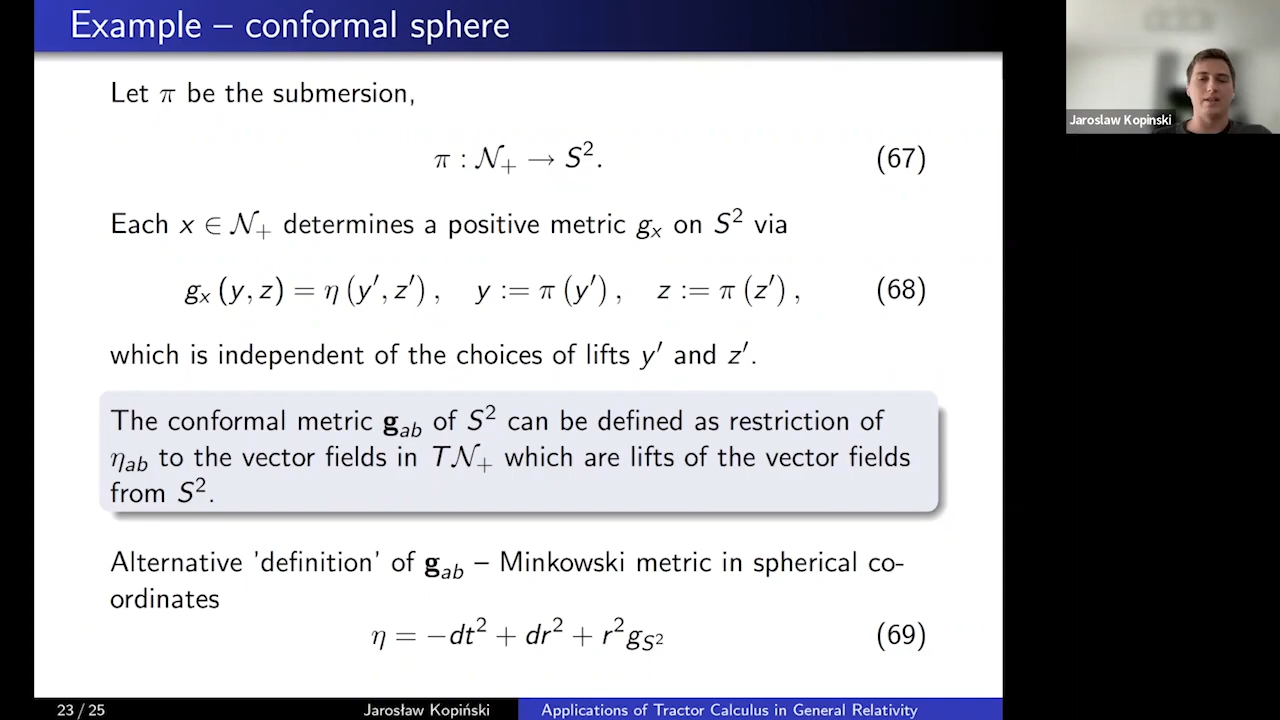 Example – conformal sphere
Let π be the submersion,
π : 𝒩₊ → S². (67)
Each x ∈ 𝒩₊ determines a positive metric gₓ on S² via
gₓ (y, z) = η (y′, z′) , y := π (y′) , z := π (z′) , (68)
which is independent of the choices of lifts y′ and z′.
The conformal metric 𝐠ₐb of S² can be defined as restriction of
ηₐb to the vector fields in T𝒩₊ which are lifts of the vector fields
from S².
Alternative 'definition' of 𝐠ₐb – Minkowski metric in spherical co-
ordinates
η = −dt² + dr² + r²g_S² (69)
23 / 25 Jarosław Kopiński Applications of Tractor Calculus in General Relativity
Jaroslaw Kopinski